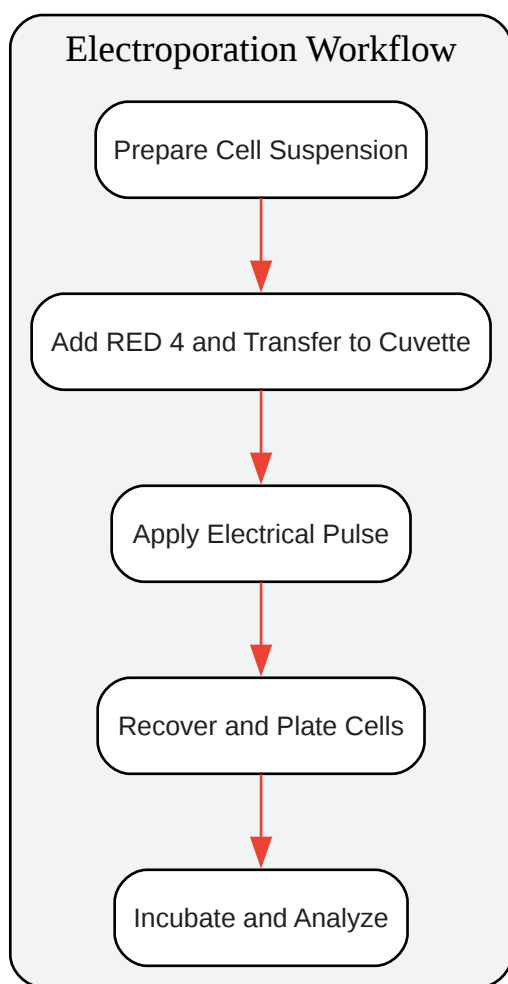 Electroporation Workflow
Prepare Cell Suspension
Add RED 4 and Transfer to Cuvette
Apply Electrical Pulse
Recover and Plate Cells
Incubate and Analyze